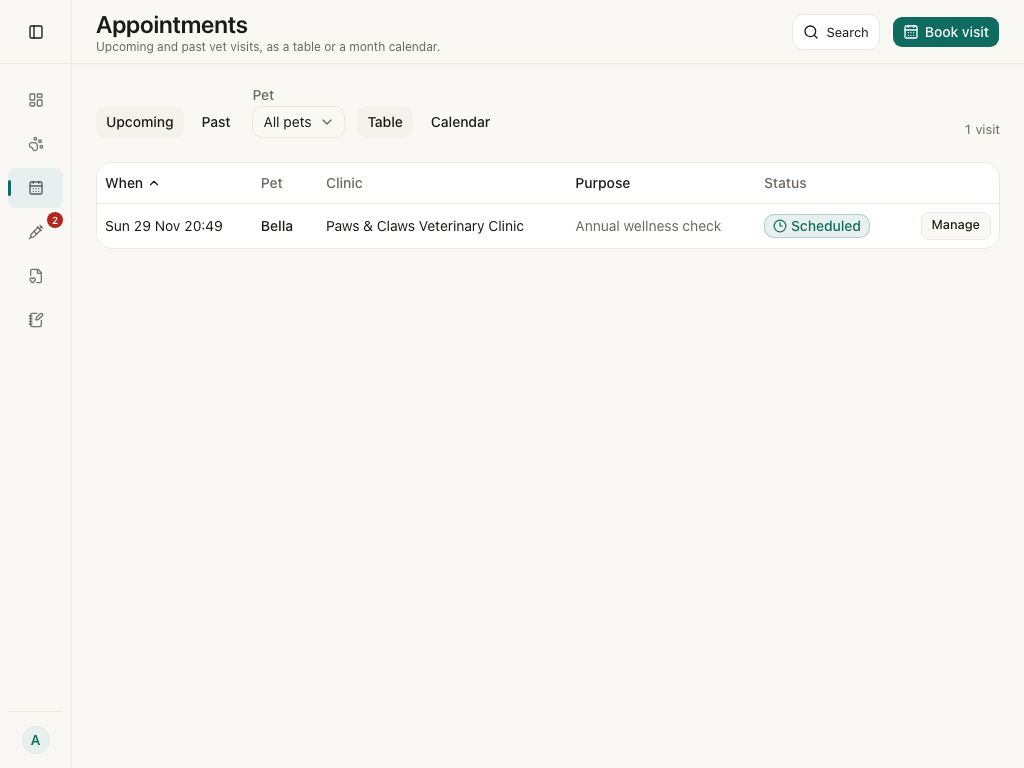 Appointments
Upcoming and past vet visits, as a table or a month calendar.
Search
Book visit
2
A
Pet
Upcoming
Past
All pets
Table
Calendar
1 visit
When Pet Clinic Purpose Status
Sun 29 Nov 20:49 Bella Paws & Claws Veterinary Clinic Annual wellness check Scheduled Manage